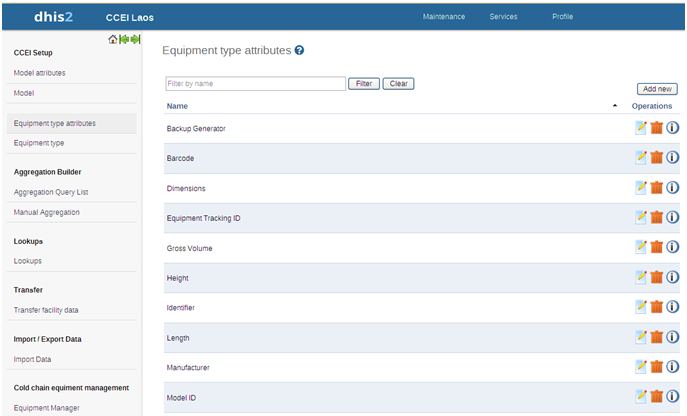 dhis2
CCEI Laos
Maintenance
Services
Profile
CCEI Setup
Model attributes
Model
Equipment type attributes
Equipment type
Aggregation Builder
Aggregation Query List
Manual Aggregation
Lookups
Lookups
Transfer
Transfer facility data
Import / Export Data
Import Data
Cold chain equiment management
Equipment Manager
Equipment type attributes ?
Filter by name
Filter
Clear
Add new
Name
Operations
Backup Generator
Barcode
Dimensions
Equipment Tracking ID
Gross Volume
Height
Identifier
Length
Manufacturer
Model ID